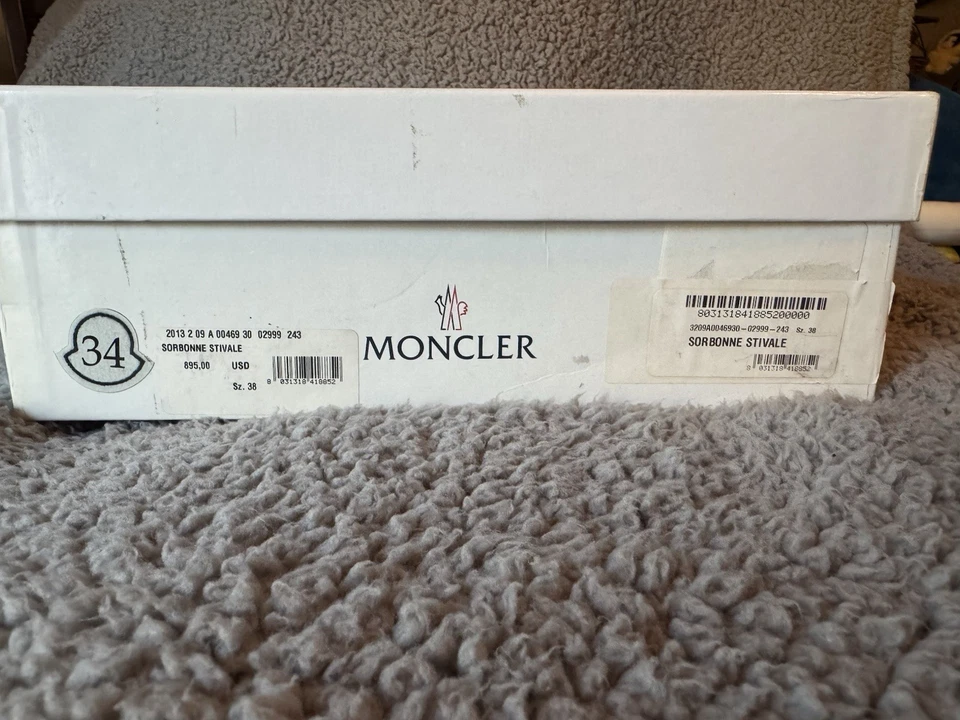 34
2013 2 09 A 00469 30 02999 243
SORBONNE STIVALE
895,00 USD
Sz. 38
8 031318 418852
MONCLER
803131841885200000
3209A0046930-02999-243 Sz. 38
SORBONNE STIVALE
8 031318 418852